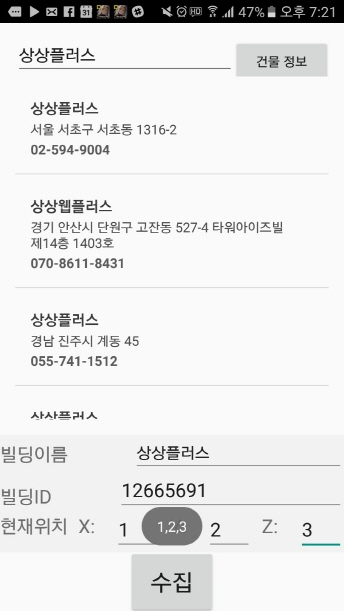 47% 오후 7:21
상상플러스 건물 정보
상상플러스
서울 서초구 서초동 1316-2
02-594-9004
상상웹플러스
경기 안산시 단원구 고잔동 527-4 타워아이즈빌
제14층 1403호
070-8611-8431
상상플러스
경남 진주시 계동 45
055-741-1512
상상플러스
빌딩이름 상상플러스
빌딩ID 12665691
현재위치 X: 1 1,2,3 2 Z: 3
수집